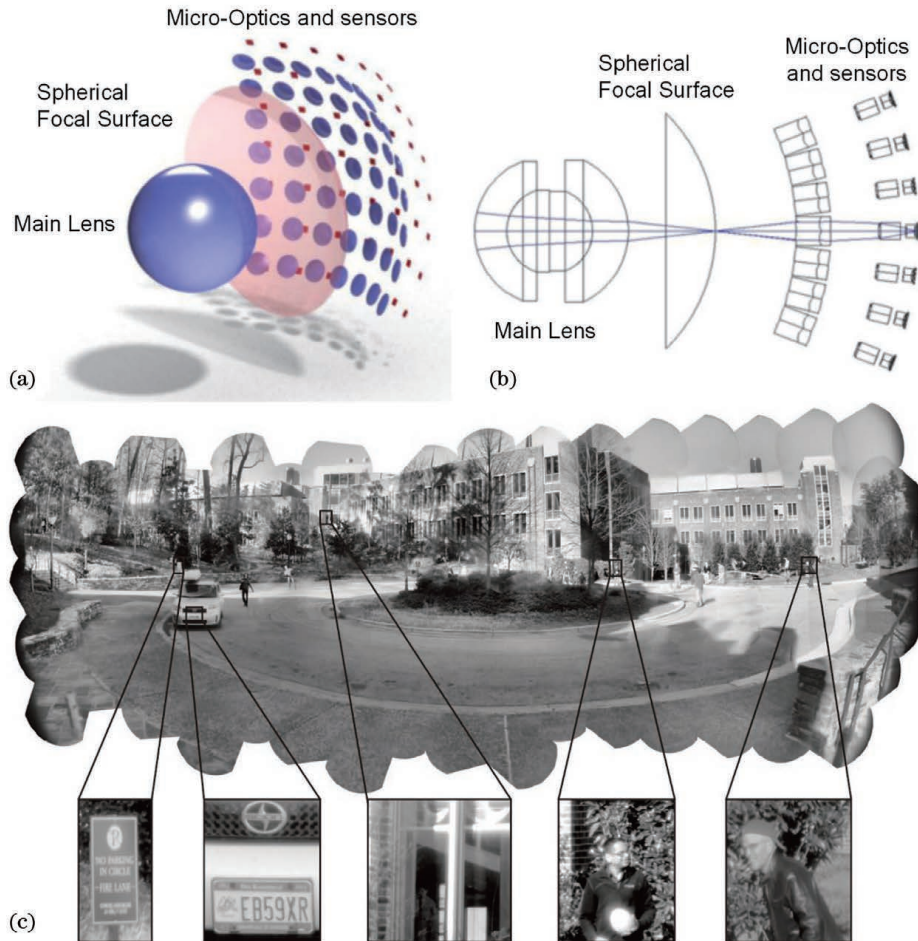 Micro-Optics and sensors
Spherical
Focal Surface
Main Lens
(a)
Spherical
Focal Surface
Micro-Optics
and sensors
Main Lens
(b)
NO PARKING
IN CIRCLE
FIRE LANE
EB59XR
(c)